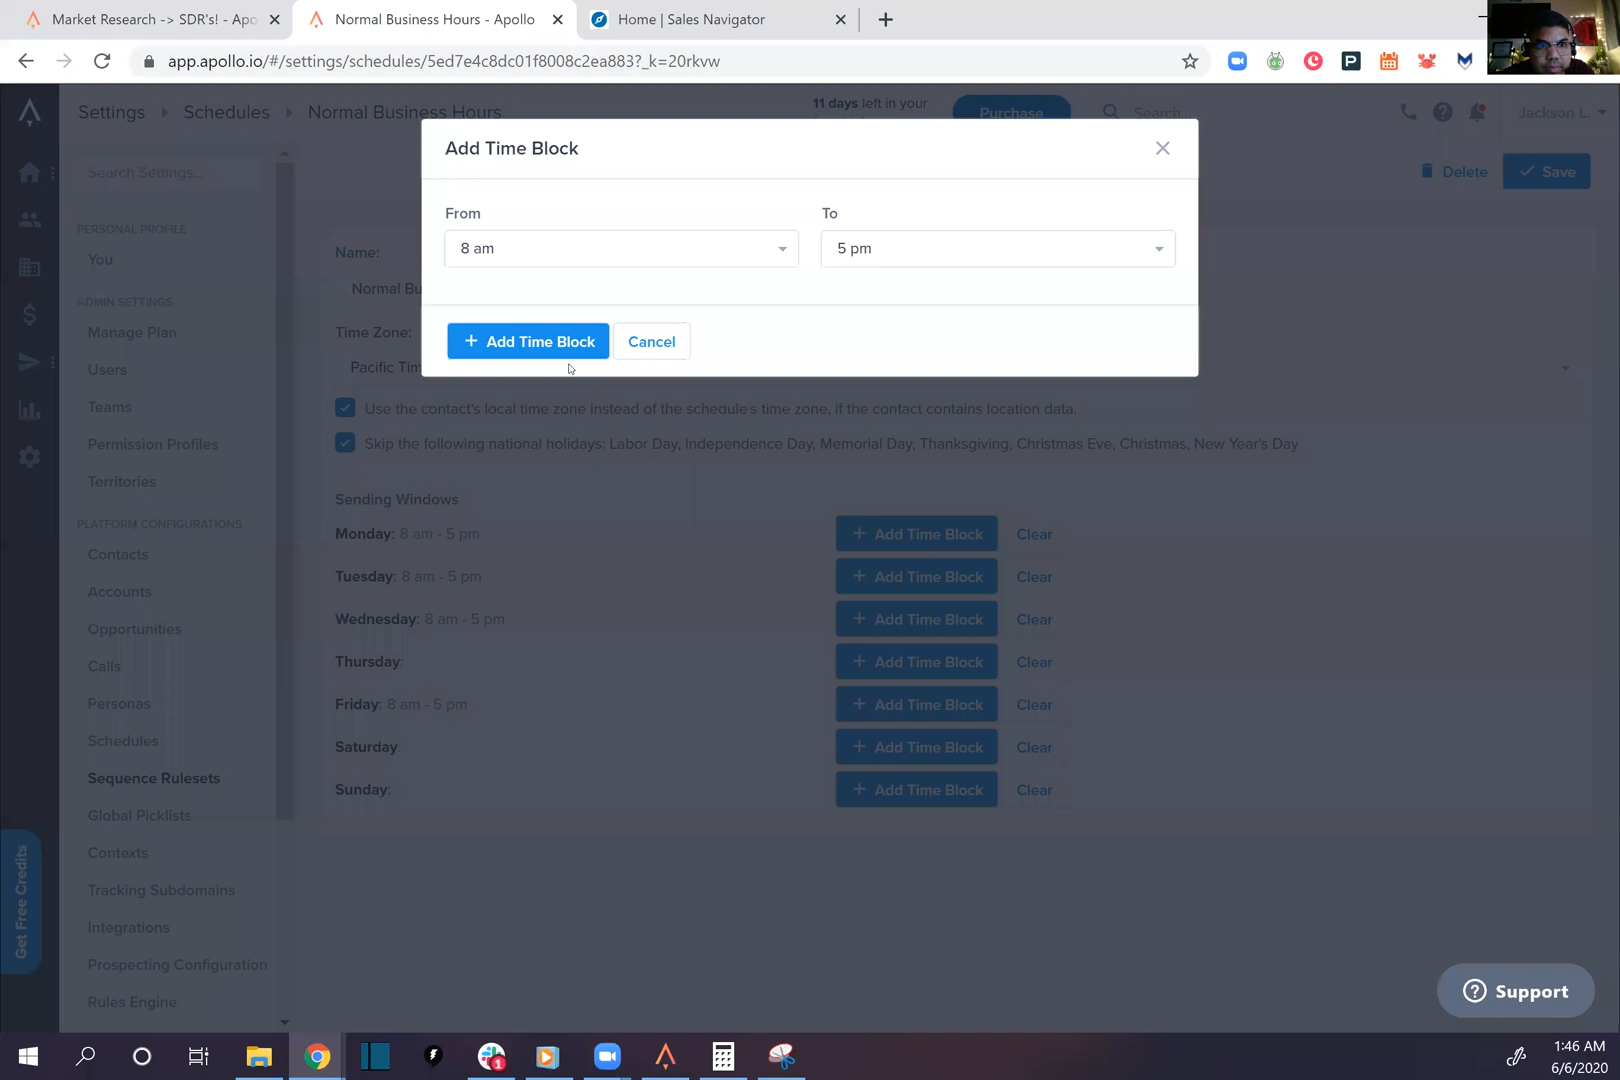 Market Research -> SDR's! - Apo
Normal Business Hours - Apollo
Home | Sales Navigator
app.apollo.io/#/settings/schedules/5ed7e4c8dc01f8008c2ea883?_k=20rkvw
Settings
Schedules
Normal Business Hours
11 days left in your
Purchase
Search...
Jackson L.
Search Settings...
Delete
Save
Add Time Block
From
To
8 am
5 pm
+ Add Time Block
Cancel
PERSONAL PROFILE
You
ADMIN SETTINGS
Manage Plan
Users
Teams
Permission Profiles
Territories
PLATFORM CONFIGURATIONS
Contacts
Accounts
Opportunities
Calls
Personas
Schedules
Sequence Rulesets
Global Picklists
Contexts
Tracking Subdomains
Integrations
Prospecting Configuration
Rules Engine
Get Free Credits
Name:
Normal Bu
Time Zone:
Pacific Tim
Use the contact's local time zone instead of the schedule's time zone, if the contact contains location data.
Skip the following national holidays: Labor Day, Independence Day, Memorial Day, Thanksgiving, Christmas Eve, Christmas, New Year's Day
Sending Windows
Monday: 8 am - 5 pm + Add Time Block Clear
Tuesday: 8 am - 5 pm + Add Time Block Clear
Wednesday: 8 am - 5 pm + Add Time Block Clear
Thursday: + Add Time Block Clear
Friday: 8 am - 5 pm + Add Time Block Clear
Saturday + Add Time Block Clear
Sunday: + Add Time Block Clear
Support
1
1:46 AM
6/6/2020